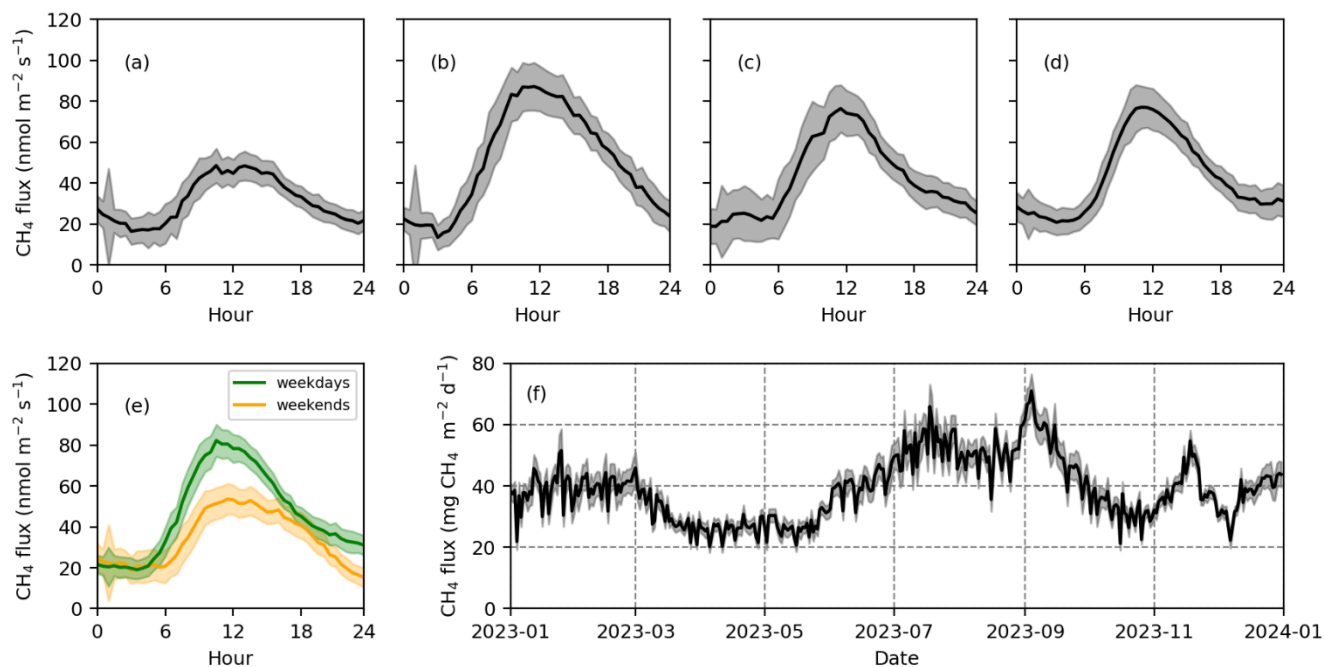 120
100
80
60
40
20
0
CH₄ flux (nmol m⁻² s⁻¹)
(a)
0 6 12 18 24
Hour
(b)
0 6 12 18 24
Hour
(c)
0 6 12 18 24
Hour
(d)
0 6 12 18 24
Hour
120
100
80
60
40
20
0
CH₄ flux (nmol m⁻² s⁻¹)
(e)
weekdays
weekends
0 6 12 18 24
Hour
80
60
40
20
0
CH₄ flux (mg CH₄ m⁻² d⁻¹)
(f)
2023-01 2023-03 2023-05 2023-07 2023-09 2023-11 2024-01
Date